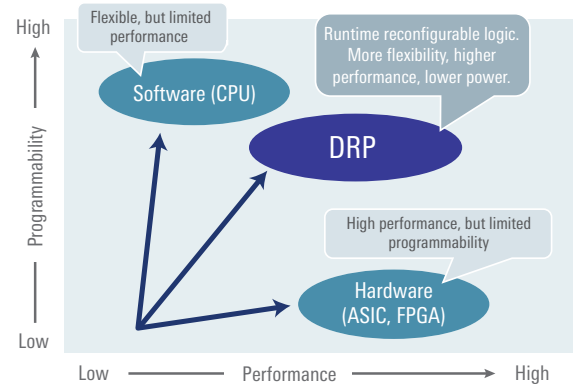 High
Flexible, but limited
performance
Runtime reconfigurable logic.
More flexibility, higher
performance, lower power.
Software (CPU)
DRP
Programmability
High performance, but limited
programmability
Hardware
(ASIC, FPGA)
Low
Low
Performance
High